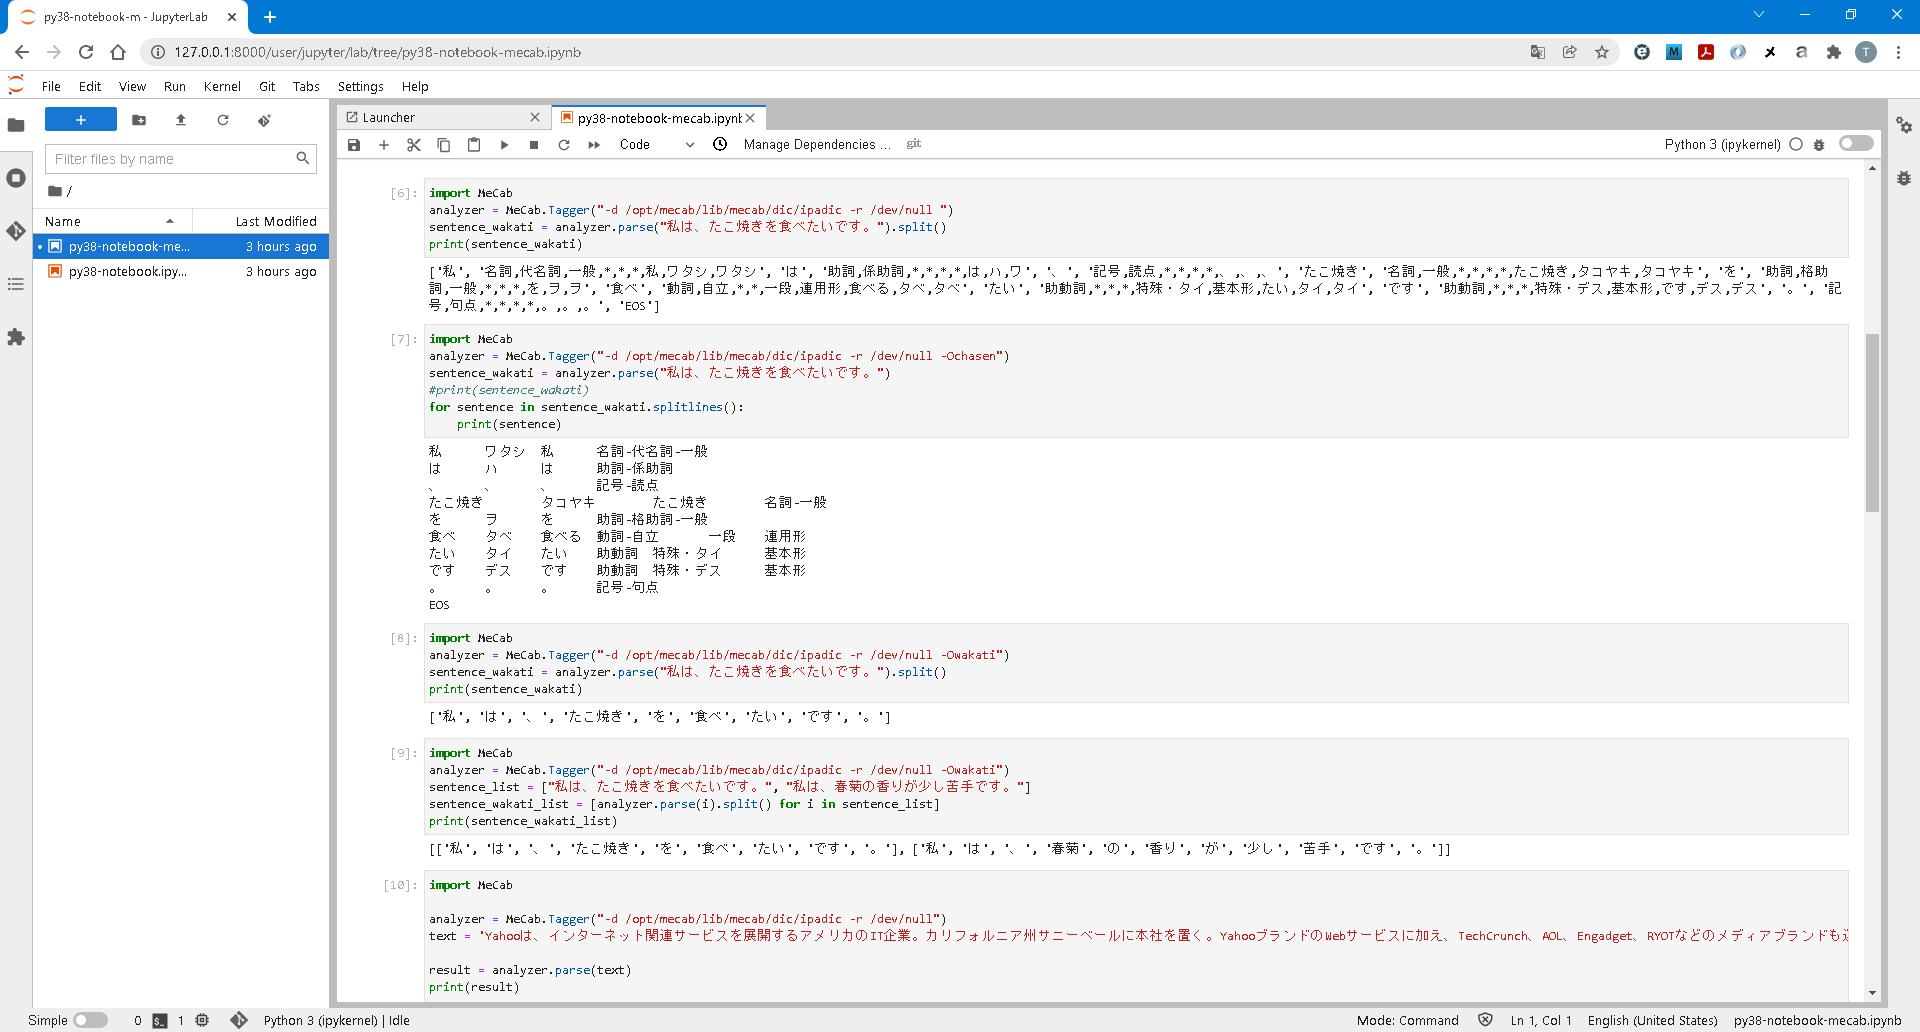 py38-notebook-m - JupyterLab
127.0.0.1:8000/user/jupyter/lab/tree/py38-notebook-mecab.ipynb
T
File Edit View Run Kernel Git Tabs Settings Help
Filter files by name
/
Name Last Modified
py38-notebook-me... 3 hours ago
py38-notebook.ipy... 3 hours ago
Launcher
py38-notebook-mecab.ipynb
Code Manage Dependencies ... git Python 3 (ipykernel)
[6]: import MeCab
analyzer = MeCab.Tagger("-d /opt/mecab/lib/mecab/dic/ipadic -r /dev/null ")
sentence_wakati = analyzer.parse("私は、たこ焼きを食べたいです。").split()
print(sentence_wakati)
['私', '名詞,代名詞,一般,*,*,*,私,ワタシ,ワタシ', 'は', '助詞,係助詞,*,*,*,*,は,ハ,ワ', '、', '記号,読点,*,*,*,*,、,、,、', 'たこ焼き', '名詞,一般,*,*,*,*,たこ焼き,タコヤキ,タコヤキ', 'を', '助詞,格助
詞,一般,*,*,*,を,ヲ,ヲ', '食べ', '動詞,自立,*,*,一段,連用形,食べる,タベ,タベ', 'たい', '助動詞,*,*,*,特殊・タイ,基本形,たい,タイ,タイ', 'です', '助動詞,*,*,*,特殊・デス,基本形,です,デス,デス', '。', '記
号,句点,*,*,*,*,。,。,。', 'EOS']
[7]: import MeCab
analyzer = MeCab.Tagger("-d /opt/mecab/lib/mecab/dic/ipadic -r /dev/null -Ochasen")
sentence_wakati = analyzer.parse("私は、たこ焼きを食べたいです。")
#print(sentence_wakati)
for sentence in sentence_wakati.splitlines():
    print(sentence)
私 ワタシ 私 名詞-代名詞-一般
は ハ は 助詞-係助詞
、 、 、 記号-読点
たこ焼き タコヤキ たこ焼き 名詞-一般
を ヲ を 助詞-格助詞-一般
食べ タベ 食べる 動詞-自立 一段 連用形
たい タイ たい 助動詞 特殊・タイ 基本形
です デス です 助動詞 特殊・デス 基本形
。 。 。 記号-句点
EOS
[8]: import MeCab
analyzer = MeCab.Tagger("-d /opt/mecab/lib/mecab/dic/ipadic -r /dev/null -Owakati")
sentence_wakati = analyzer.parse("私は、たこ焼きを食べたいです。").split()
print(sentence_wakati)
['私', 'は', '、', 'たこ焼き', 'を', '食べ', 'たい', 'です', '。']
[9]: import MeCab
analyzer = MeCab.Tagger("-d /opt/mecab/lib/mecab/dic/ipadic -r /dev/null -Owakati")
sentence_list = ["私は、たこ焼きを食べたいです。", "私は、春菊の香りが少し苦手です。"]
sentence_wakati_list = [analyzer.parse(i).split() for i in sentence_list]
print(sentence_wakati_list)
[['私', 'は', '、', 'たこ焼き', 'を', '食べ', 'たい', 'です', '。'], ['私', 'は', '、', '春菊', 'の', '香り', 'が', '少し', '苦手', 'です', '。']]
[10]: import MeCab
analyzer = MeCab.Tagger("-d /opt/mecab/lib/mecab/dic/ipadic -r /dev/null")
text = 'Yahooは、インターネット関連サービスを展開するアメリカのIT企業。カリフォルニア州サニーベールに本社を置く。YahooブランドのWebサービスに加え、TechCrunch、AOL、Engadget、RYOTなどのメディアブランドも
result = analyzer.parse(text)
print(result)
Simple 0 1 Python 3 (ipykernel) | Idle Mode: Command Ln 1, Col 1 English (United States) py38-notebook-mecab.ipynb